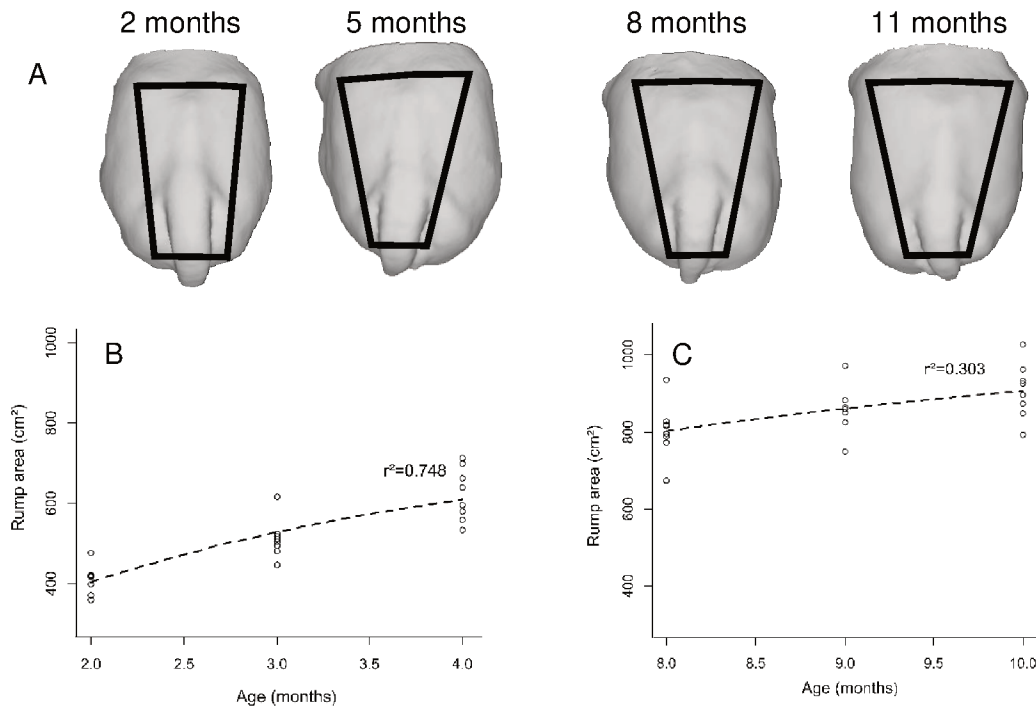 2 months 5 months 8 months 11 months
A
B
C
1000
800
600
400
Rump area (cm²)
r²=0.748
2.0 2.5 3.0 3.5 4.0
Age (months)
1000
800
600
400
Rump area (cm²)
r²=0.303
8.0 8.5 9.0 9.5 10.0
Age (months)